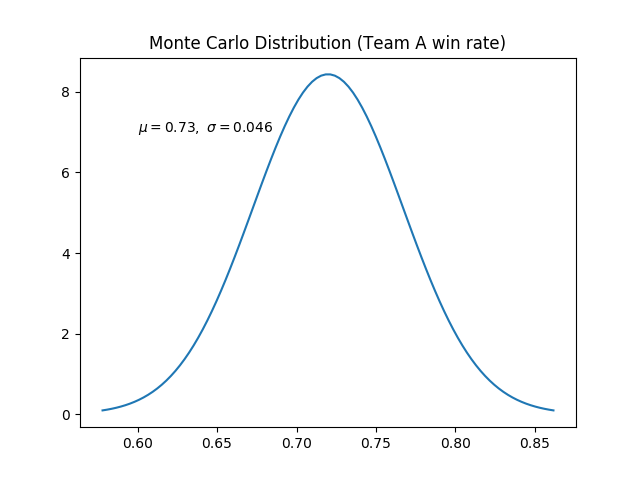 Monte Carlo Distribution (Team A win rate)
8
μ = 0.73, σ = 0.046
6
4
2
0
0.60 0.65 0.70 0.75 0.80 0.85